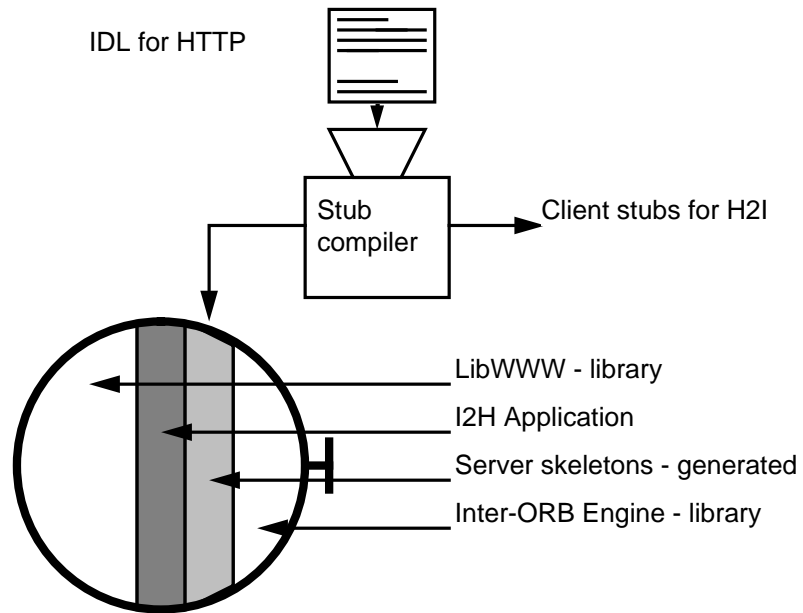 IDL for HTTP
Stub
compiler
Client stubs for H2I
LibWWW - library
I2H Application
Server skeletons - generated
Inter-ORB Engine - library